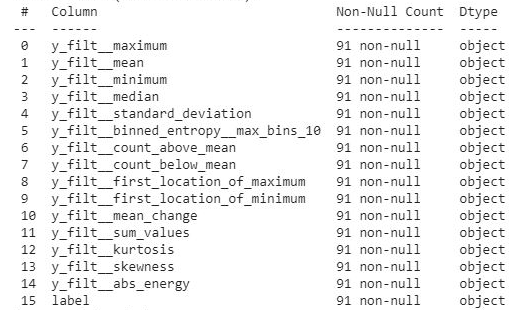 #   Column   Non-Null Count  Dtype
---  ------   --------------  -----
0   y_filt__maximum   91 non-null   object
1   y_filt__mean   91 non-null   object
2   y_filt__minimum   91 non-null   object
3   y_filt__median   91 non-null   object
4   y_filt__standard_deviation   91 non-null   object
5   y_filt__binned_entropy__max_bins_10   91 non-null   object
6   y_filt__count_above_mean   91 non-null   object
7   y_filt__count_below_mean   91 non-null   object
8   y_filt__first_location_of_maximum   91 non-null   object
9   y_filt__first_location_of_minimum   91 non-null   object
10  y_filt__mean_change   91 non-null   object
11  y_filt__sum_values   91 non-null   object
12  y_filt__kurtosis   91 non-null   object
13  y_filt__skewness   91 non-null   object
14  y_filt__abs_energy   91 non-null   object
15  label   91 non-null   object